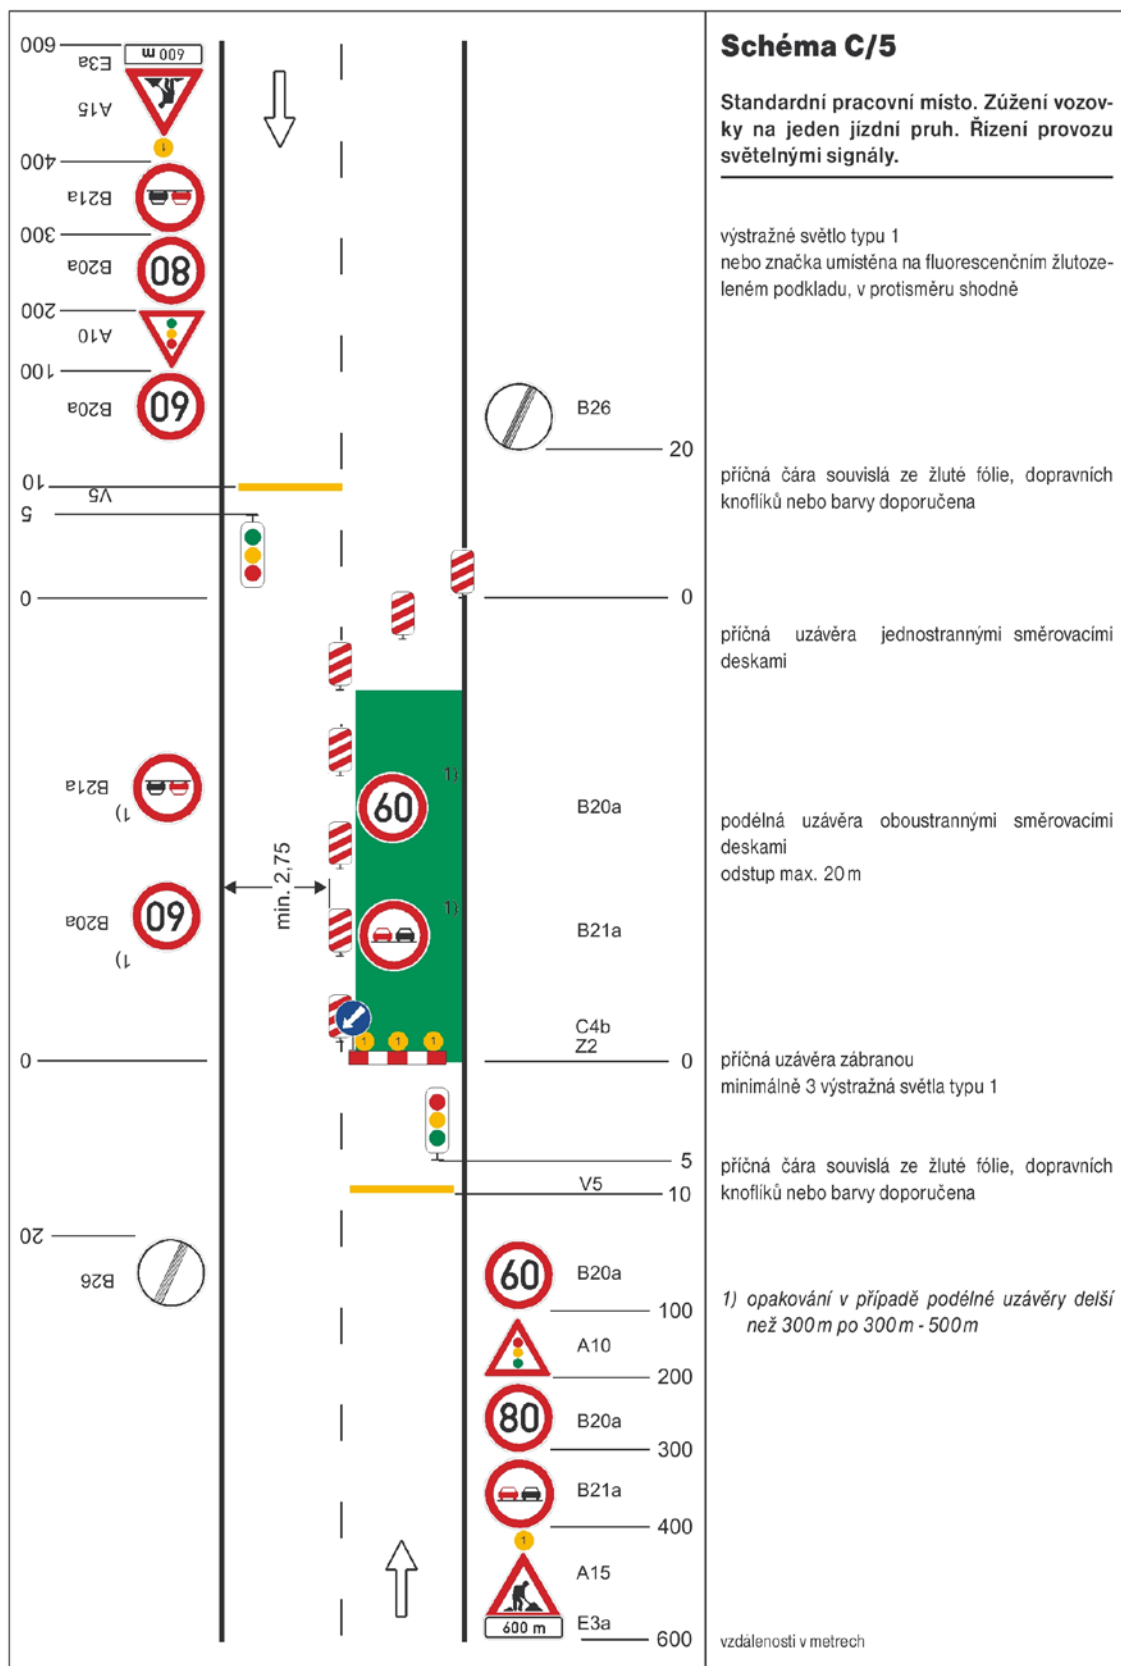 600
E3a
600 m
A15
1
400
B21a
300
B20a
80
200
A10
100
B20a
60
10
V5
5
0
B21a
1)
B20a
60
1)
0
20
B26
min. 2,75
B26
20
0
1)
60
B20a
1)
B21a
C4b
Z2
1 1 1
0
5
V5
10
60
B20a
100
A10
200
80
B20a
300
B21a
400
1
A15
600 m
E3a
600
Schéma C/5
Standardní pracovní místo. Zúžení vozov-
ky na jeden jízdní pruh. Řízení provozu
světelnými signály.
výstražné světlo typu 1
nebo značka umístěna na fluorescenčním žlutoze-
leném podkladu, v protisměru shodně
příčná čára souvislá ze žluté fólie, dopravních
knoflíků nebo barvy doporučena
příčná uzávěra jednostrannými směrovacími
deskami
podélná uzávěra oboustrannými směrovacími
deskami
odstup max. 20 m
příčná uzávěra zábranou
minimálně 3 výstražná světla typu 1
příčná čára souvislá ze žluté fólie, dopravních
knoflíků nebo barvy doporučena
1) opakování v případě podélné uzávěry delší
než 300 m po 300 m - 500 m
vzdálenosti v metrech